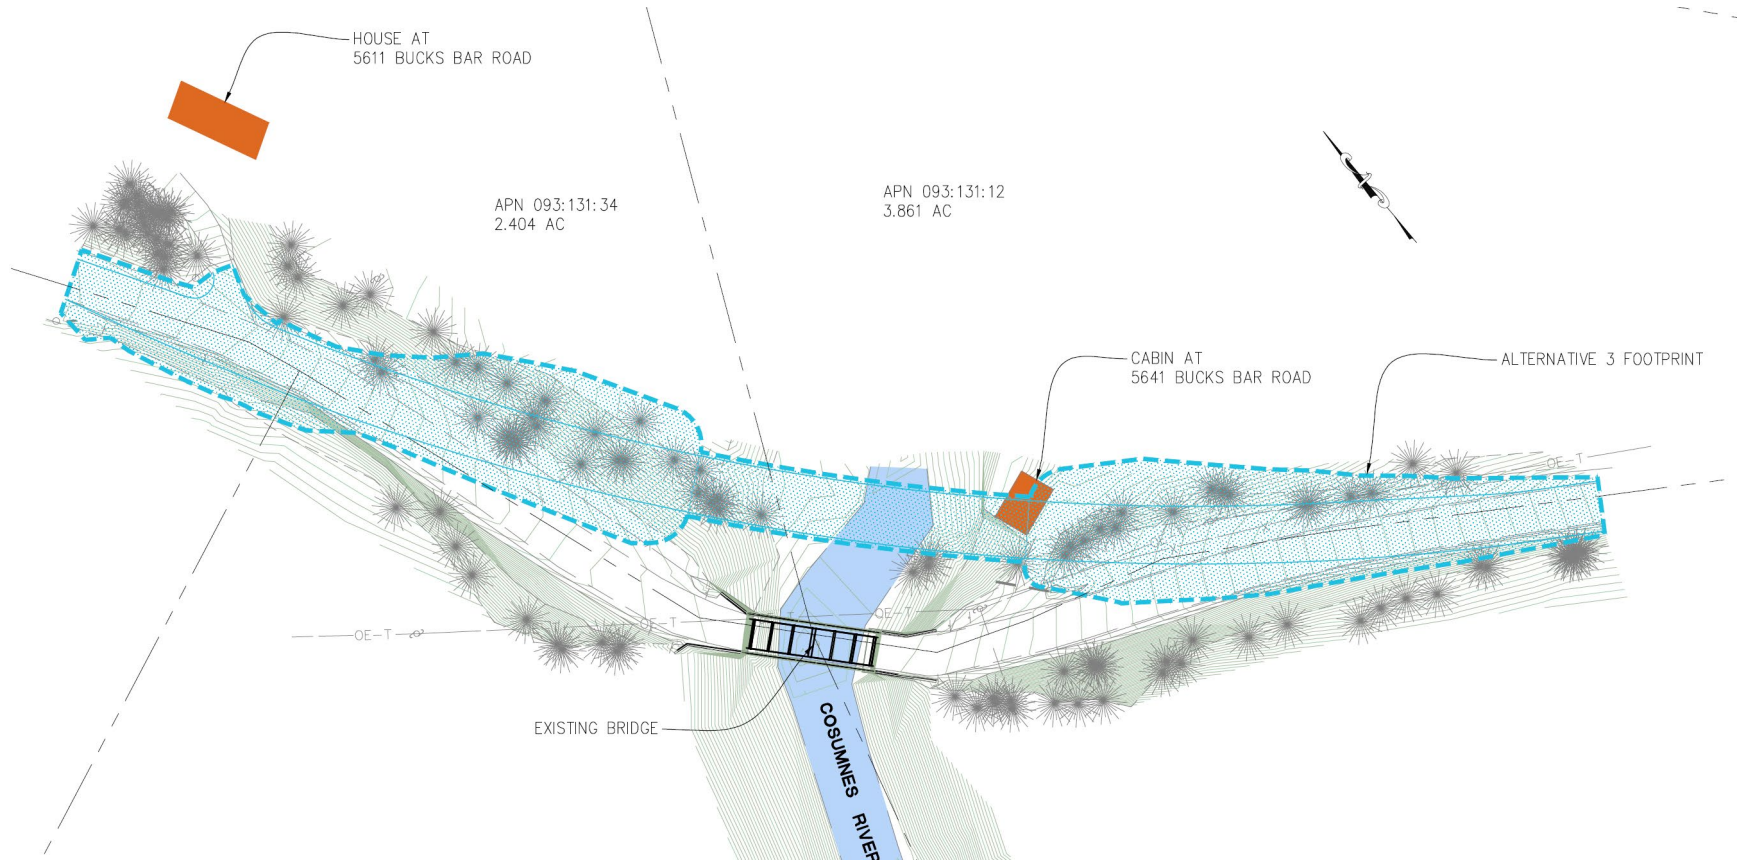 HOUSE AT
5611 BUCKS BAR ROAD
APN 093:131:34
2.404 AC
APN 093:131:12
3.861 AC
CABIN AT
5641 BUCKS BAR ROAD
ALTERNATIVE 3 FOOTPRINT
OE-T
OE-T
OE-T
OE-T
EXISTING BRIDGE
COSUMNES RIVER